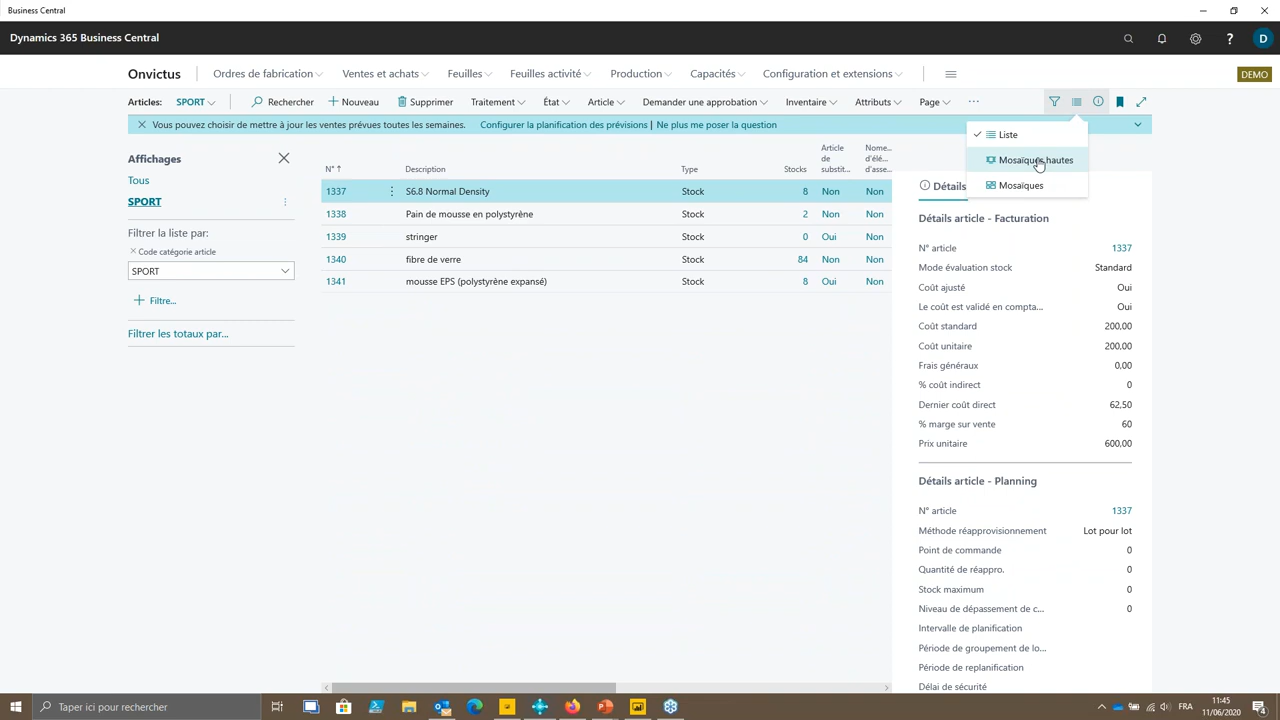 Business Central
Dynamics 365 Business Central
D
Onvictus
Ordres de fabrication
Ventes et achats
Feuilles
Feuilles activité
Production
Capacités
Configuration et extensions
DEMO
Articles: SPORT
Rechercher
Nouveau
Supprimer
Traitement
État
Article
Demander une approbation
Inventaire
Attributs
Page
Vous pouvez choisir de mettre à jour les ventes prévues toutes les semaines. Configurer la planification des prévisions | Ne plus me poser la question
Liste
Mosaïques hautes
Mosaïques
Affichages
Tous
SPORT
Filtrer la liste par:
Code catégorie article
SPORT
Filtre...
Filtrer les totaux par...
N° ↑ Description Type Stocks Article de substit... Nome... d'élé... d'asse...
1337 S6.8 Normal Density Stock 8 Non Non
1338 Pain de mousse en polystyrène Stock 2 Non Non
1339 stringer Stock 0 Oui Non
1340 fibre de verre Stock 84 Non Non
1341 mousse EPS (polystyrène expansé) Stock 8 Oui Non
Détails
Détails article - Facturation
N° article 1337
Mode évaluation stock Standard
Coût ajusté Oui
Le coût est validé en compta... Oui
Coût standard 200,00
Coût unitaire 200,00
Frais généraux 0,00
% coût indirect 0
Dernier coût direct 62,50
% marge sur vente 60
Prix unitaire 600,00
Détails article - Planning
N° article 1337
Méthode réapprovisionnement Lot pour lot
Point de commande 0
Quantité de réappro. 0
Stock maximum 0
Niveau de dépassement de c... 0
Intervalle de planification
Période de groupement de lo...
Période de replanification
Délai de sécurité
Taper ici pour rechercher
FRA
11:45
11/06/2020
4